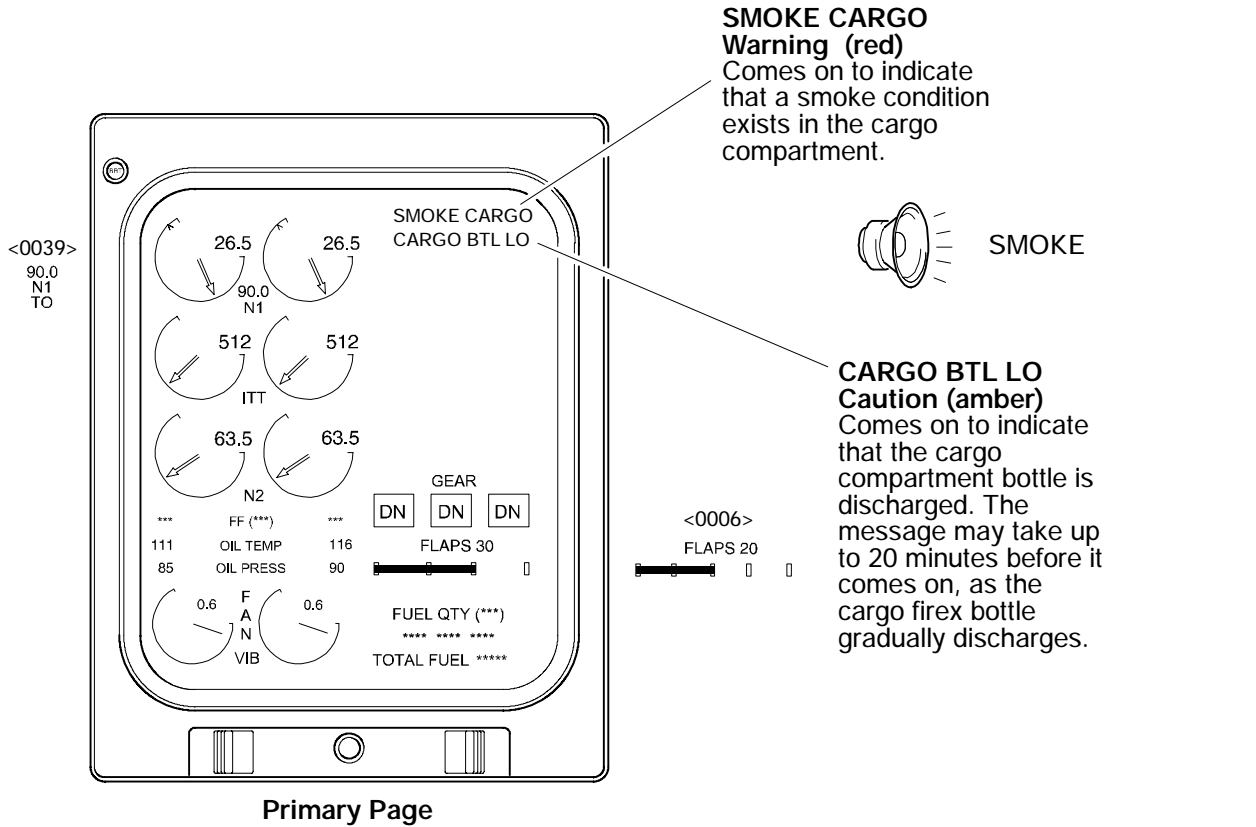 SMOKE CARGO
Warning (red)
Comes on to indicate
that a smoke condition
exists in the cargo
compartment.
SMOKE
SMOKE CARGO
CARGO BTL LO
<0039>
90.0
N1
TO
26.5 26.5
90.0
N1
512 512
ITT
63.5 63.5
N2
*** FF (***) ***
111 OIL TEMP 116
85 OIL PRESS 90
0.6 F 0.6
A
N
VIB
GEAR
DN DN DN
FLAPS 30
FUEL QTY (***)
**** **** ****
TOTAL FUEL *****
<0006>
FLAPS 20
CARGO BTL LO
Caution (amber)
Comes on to indicate
that the cargo
compartment bottle is
discharged. The
message may take up
to 20 minutes before it
comes on, as the
cargo firex bottle
gradually discharges.
Primary Page